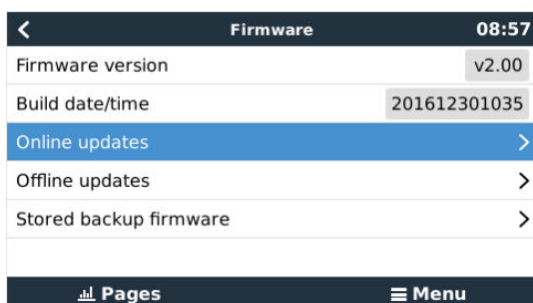 Firmware 08:57
Firmware version v2.00
Build date/time 201612301035
Online updates
Offline updates
Stored backup firmware
Pages Menu